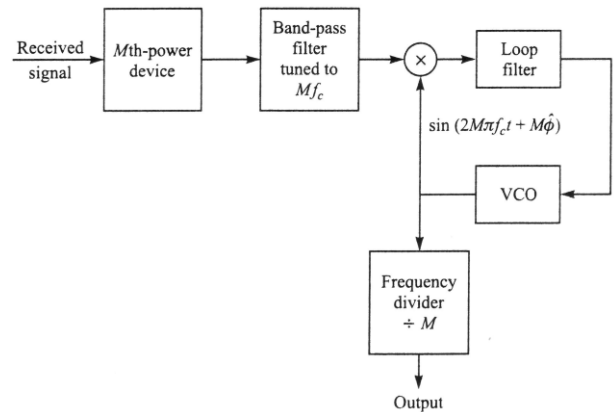 Received
signal
Mth-power
device
Band-pass
filter
tuned to
Mf_c
×
Loop
filter
sin (2Mπf_ct + Mϕ̂)
VCO
Frequency
divider
÷ M
Output